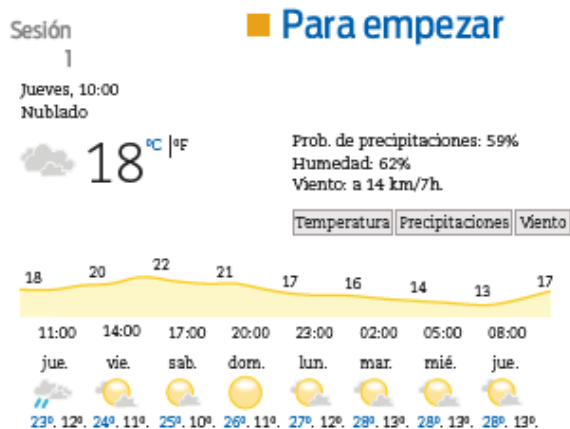 Sesión
1
Para empezar
Jueves, 10:00
Nublado
18 ºC |ºF
Prob. de precipitaciones: 59%
Humedad: 62%
Viento: a 14 km/7h.
Temperatura Precipitaciones Viento
18 20 22 21 17 16 14 13 17
11:00 14:00 17:00 20:00 23:00 02:00 05:00 08:00
jue. vie. sab. dom. lun. mar. mié. jue.
23º. 12º. 24º. 11º. 25º. 10º. 26º. 11º. 27º. 12º. 28º. 13º. 28º. 13º. 28º. 13º.